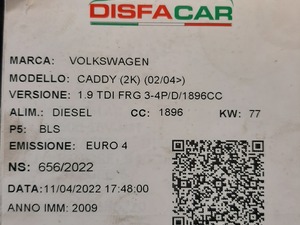 DISFACAR
MARCA: VOLKSWAGEN
MODELLO: CADDY (2K) (02/04>)
VERSIONE: 1.9 TDI FRG 3-4P/D/1896CC
ALIM.: DIESEL CC: 1896 KW: 77
P5: BLS
EMISSIONE: EURO 4
NS: 656/2022
DATA:11/04/2022 17:48:00
ANNO IMM: 2009